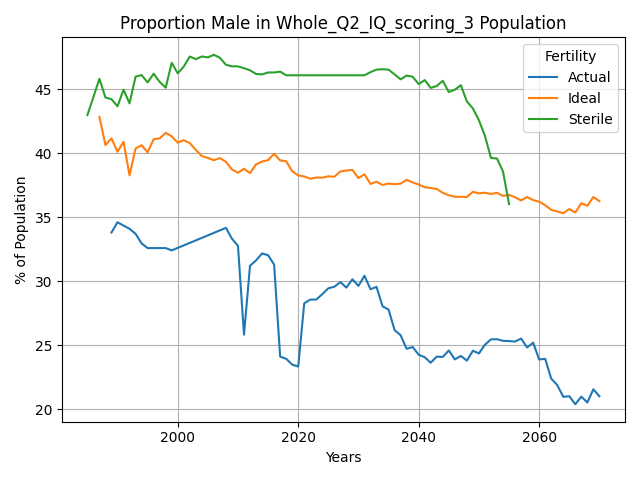 Proportion Male in Whole_Q2_IQ_scoring_3 Population
Fertility
Actual
Ideal
Sterile
% of Population
45
40
35
30
25
20
2000
2020
2040
2060
Years